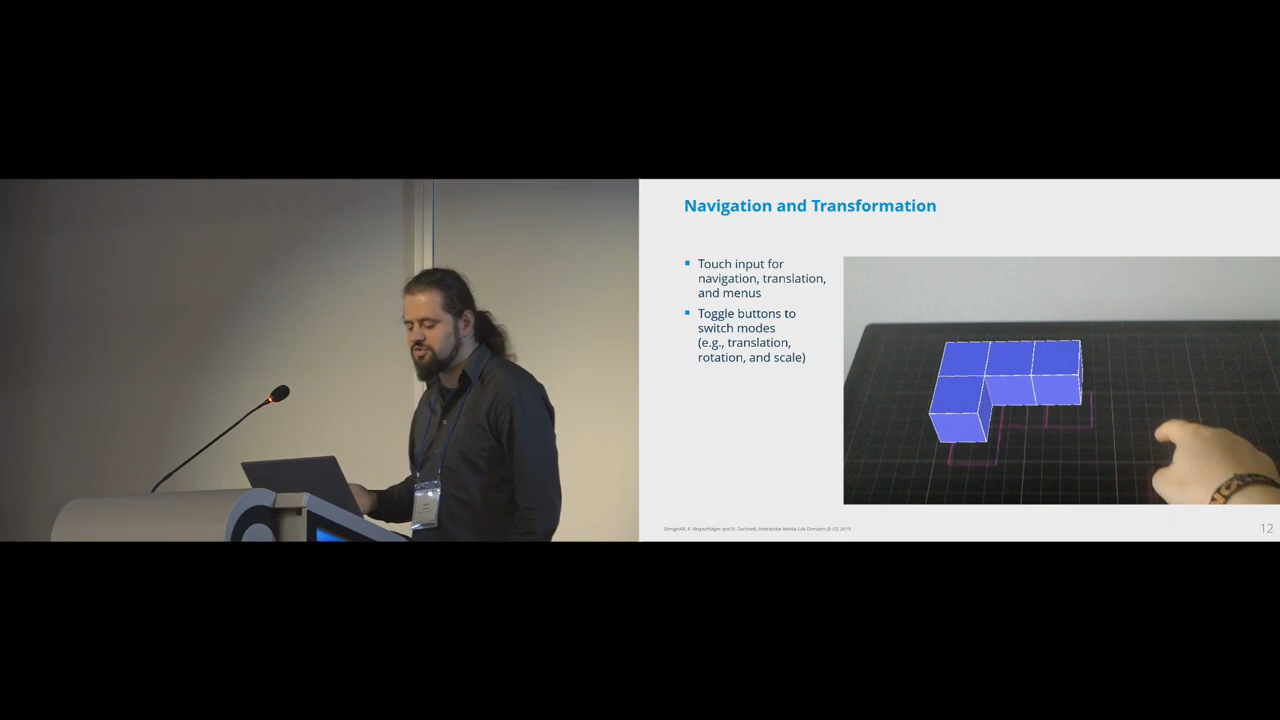 Navigation and Transformation
Touch input for
navigation, translation,
and menus
Toggle buttons to
switch modes
(e.g., translation,
rotation, and scale)
12